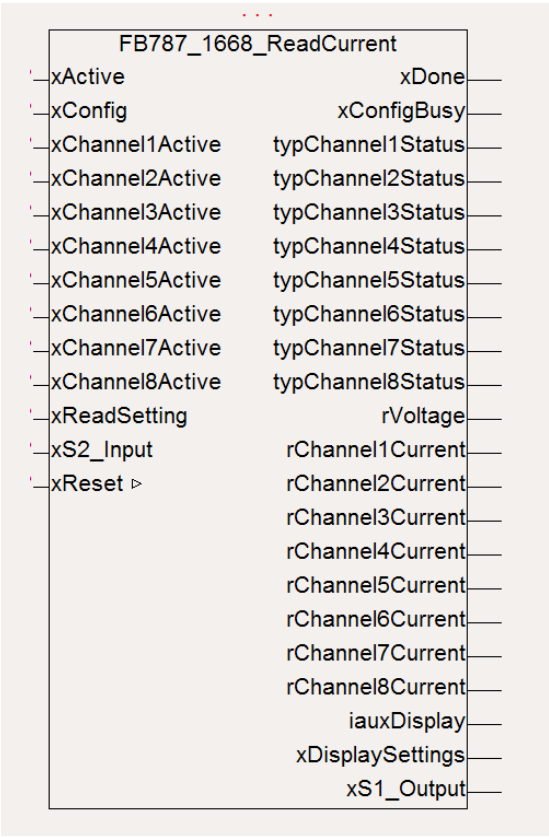 ...
FB787_1668_ReadCurrent
xActive xDone
xConfig xConfigBusy
xChannel1Active typChannel1Status
xChannel2Active typChannel2Status
xChannel3Active typChannel3Status
xChannel4Active typChannel4Status
xChannel5Active typChannel5Status
xChannel6Active typChannel6Status
xChannel7Active typChannel7Status
xChannel8Active typChannel8Status
xReadSetting rVoltage
xS2_Input rChannel1Current
xReset ▷ rChannel2Current
rChannel3Current
rChannel4Current
rChannel5Current
rChannel6Current
rChannel7Current
rChannel8Current
iauxDisplay
xDisplaySettings
xS1_Output